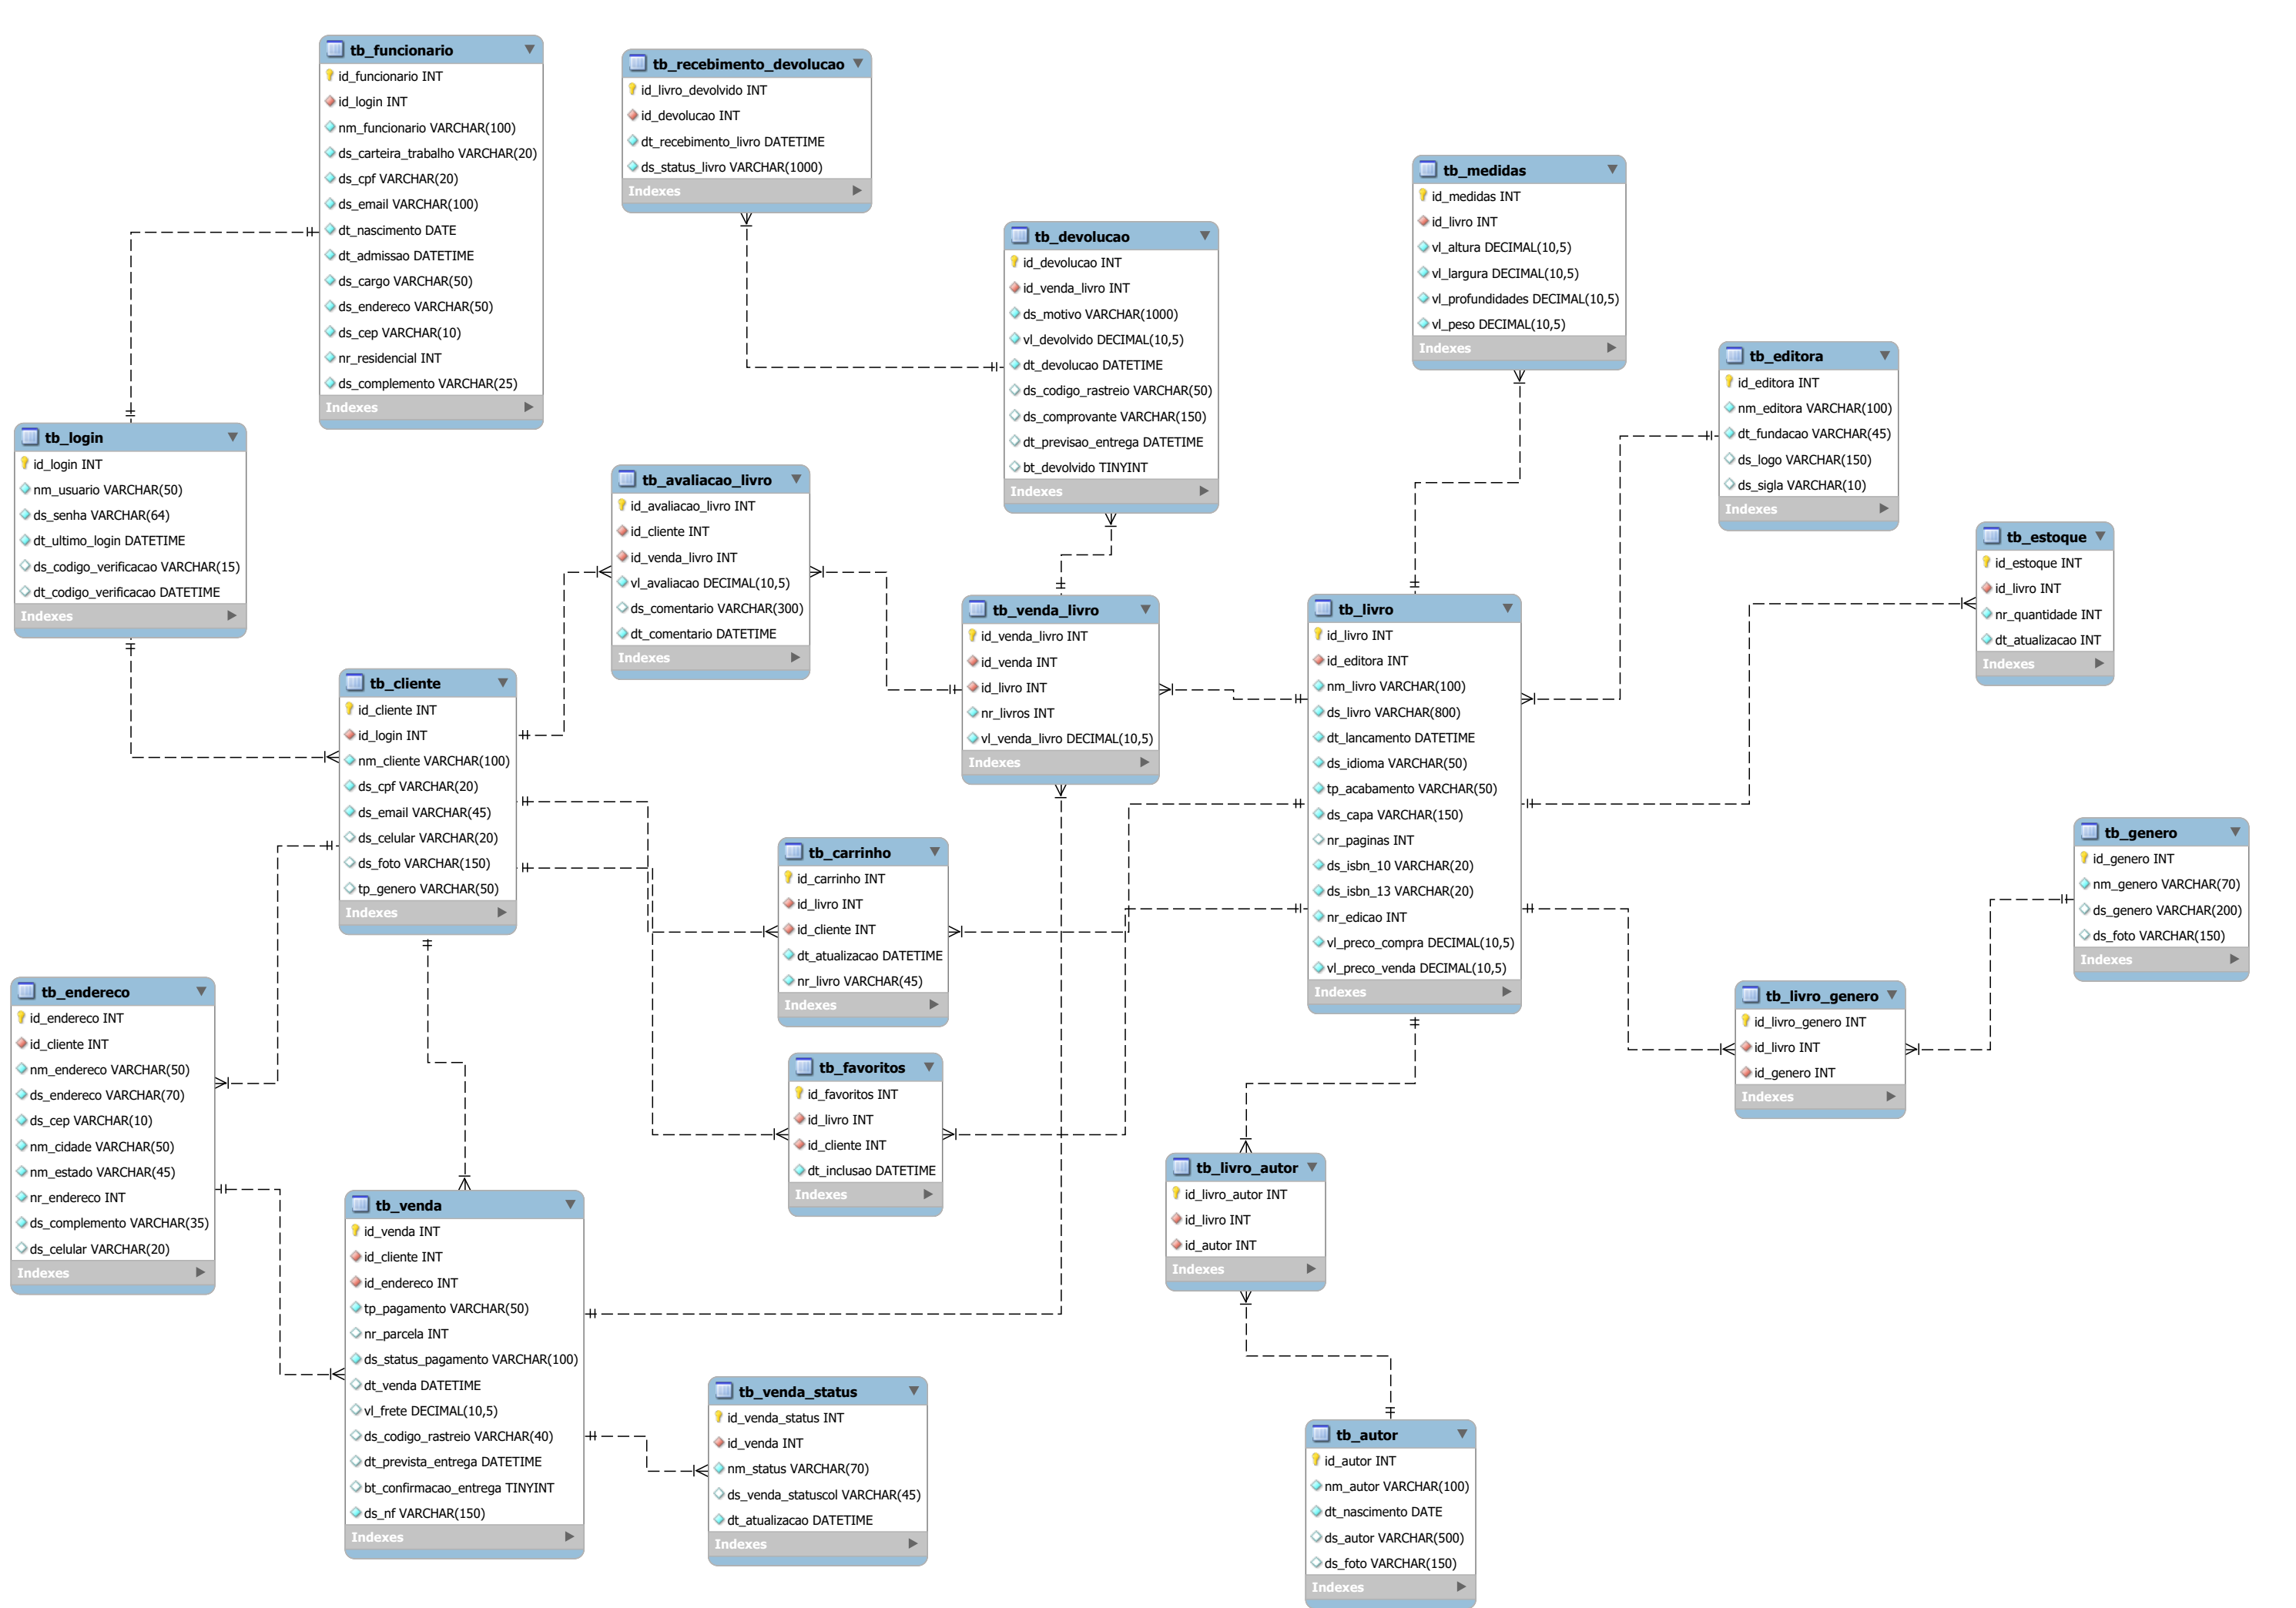 tb_funcionario
id_funcionario INT
id_login INT
nm_funcionario VARCHAR(100)
ds_carteira_trabalho VARCHAR(20)
ds_cpf VARCHAR(20)
ds_email VARCHAR(100)
dt_nascimento DATE
dt_admissao DATETIME
ds_cargo VARCHAR(50)
ds_endereco VARCHAR(50)
ds_cep VARCHAR(10)
nr_residencial INT
ds_complemento VARCHAR(25)
Indexes
tb_recebimento_devolucao
id_livro_devolvido INT
id_devolucao INT
dt_recebimento_livro DATETIME
ds_status_livro VARCHAR(1000)
Indexes
tb_devolucao
id_devolucao INT
id_venda_livro INT
ds_motivo VARCHAR(1000)
vl_devolvido DECIMAL(10,5)
dt_devolucao DATETIME
ds_codigo_rastreio VARCHAR(50)
ds_comprovante VARCHAR(150)
dt_previsao_entrega DATETIME
bt_devolvido TINYINT
Indexes
tb_medidas
id_medidas INT
id_livro INT
vl_altura DECIMAL(10,5)
vl_largura DECIMAL(10,5)
vl_profundidades DECIMAL(10,5)
vl_peso DECIMAL(10,5)
Indexes
tb_editora
id_editora INT
nm_editora VARCHAR(100)
dt_fundacao VARCHAR(45)
ds_logo VARCHAR(150)
ds_sigla VARCHAR(10)
Indexes
tb_login
id_login INT
nm_usuario VARCHAR(50)
ds_senha VARCHAR(64)
dt_ultimo_login DATETIME
ds_codigo_verificacao VARCHAR(15)
dt_codigo_verificacao DATETIME
Indexes
tb_avaliacao_livro
id_avaliacao_livro INT
id_cliente INT
id_venda_livro INT
vl_avaliacao DECIMAL(10,5)
ds_comentario VARCHAR(300)
dt_comentario DATETIME
Indexes
tb_estoque
id_estoque INT
id_livro INT
nr_quantidade INT
dt_atualizacao INT
Indexes
tb_venda_livro
id_venda_livro INT
id_venda INT
id_livro INT
nr_livros INT
vl_venda_livro DECIMAL(10,5)
Indexes
tb_livro
id_livro INT
id_editora INT
nm_livro VARCHAR(100)
ds_livro VARCHAR(800)
dt_lancamento DATETIME
ds_idioma VARCHAR(50)
tp_acabamento VARCHAR(50)
ds_capa VARCHAR(150)
nr_paginas INT
ds_isbn_10 VARCHAR(20)
ds_isbn_13 VARCHAR(20)
nr_edicao INT
vl_preco_compra DECIMAL(10,5)
vl_preco_venda DECIMAL(10,5)
Indexes
tb_cliente
id_cliente INT
id_login INT
nm_cliente VARCHAR(100)
ds_cpf VARCHAR(20)
ds_email VARCHAR(45)
ds_celular VARCHAR(20)
ds_foto VARCHAR(150)
tp_genero VARCHAR(50)
Indexes
tb_carrinho
id_carrinho INT
id_livro INT
id_cliente INT
dt_atualizacao DATETIME
nr_livro VARCHAR(45)
Indexes
tb_genero
id_genero INT
nm_genero VARCHAR(70)
ds_genero VARCHAR(200)
ds_foto VARCHAR(150)
Indexes
tb_endereco
id_endereco INT
id_cliente INT
nm_endereco VARCHAR(50)
ds_endereco VARCHAR(70)
ds_cep VARCHAR(10)
nm_cidade VARCHAR(50)
nm_estado VARCHAR(45)
nr_endereco INT
ds_complemento VARCHAR(35)
ds_celular VARCHAR(20)
Indexes
tb_livro_genero
id_livro_genero INT
id_livro INT
id_genero INT
Indexes
tb_favoritos
id_favoritos INT
id_livro INT
id_cliente INT
dt_inclusao DATETIME
Indexes
tb_livro_autor
id_livro_autor INT
id_livro INT
id_autor INT
Indexes
tb_venda
id_venda INT
id_cliente INT
id_endereco INT
tp_pagamento VARCHAR(50)
nr_parcela INT
ds_status_pagamento VARCHAR(100)
dt_venda DATETIME
vl_frete DECIMAL(10,5)
ds_codigo_rastreio VARCHAR(40)
dt_prevista_entrega DATETIME
bt_confirmacao_entrega TINYINT
ds_nf VARCHAR(150)
Indexes
tb_venda_status
id_venda_status INT
id_venda INT
nm_status VARCHAR(70)
ds_venda_statuscol VARCHAR(45)
dt_atualizacao DATETIME
Indexes
tb_autor
id_autor INT
nm_autor VARCHAR(100)
dt_nascimento DATE
ds_autor VARCHAR(500)
ds_foto VARCHAR(150)
Indexes